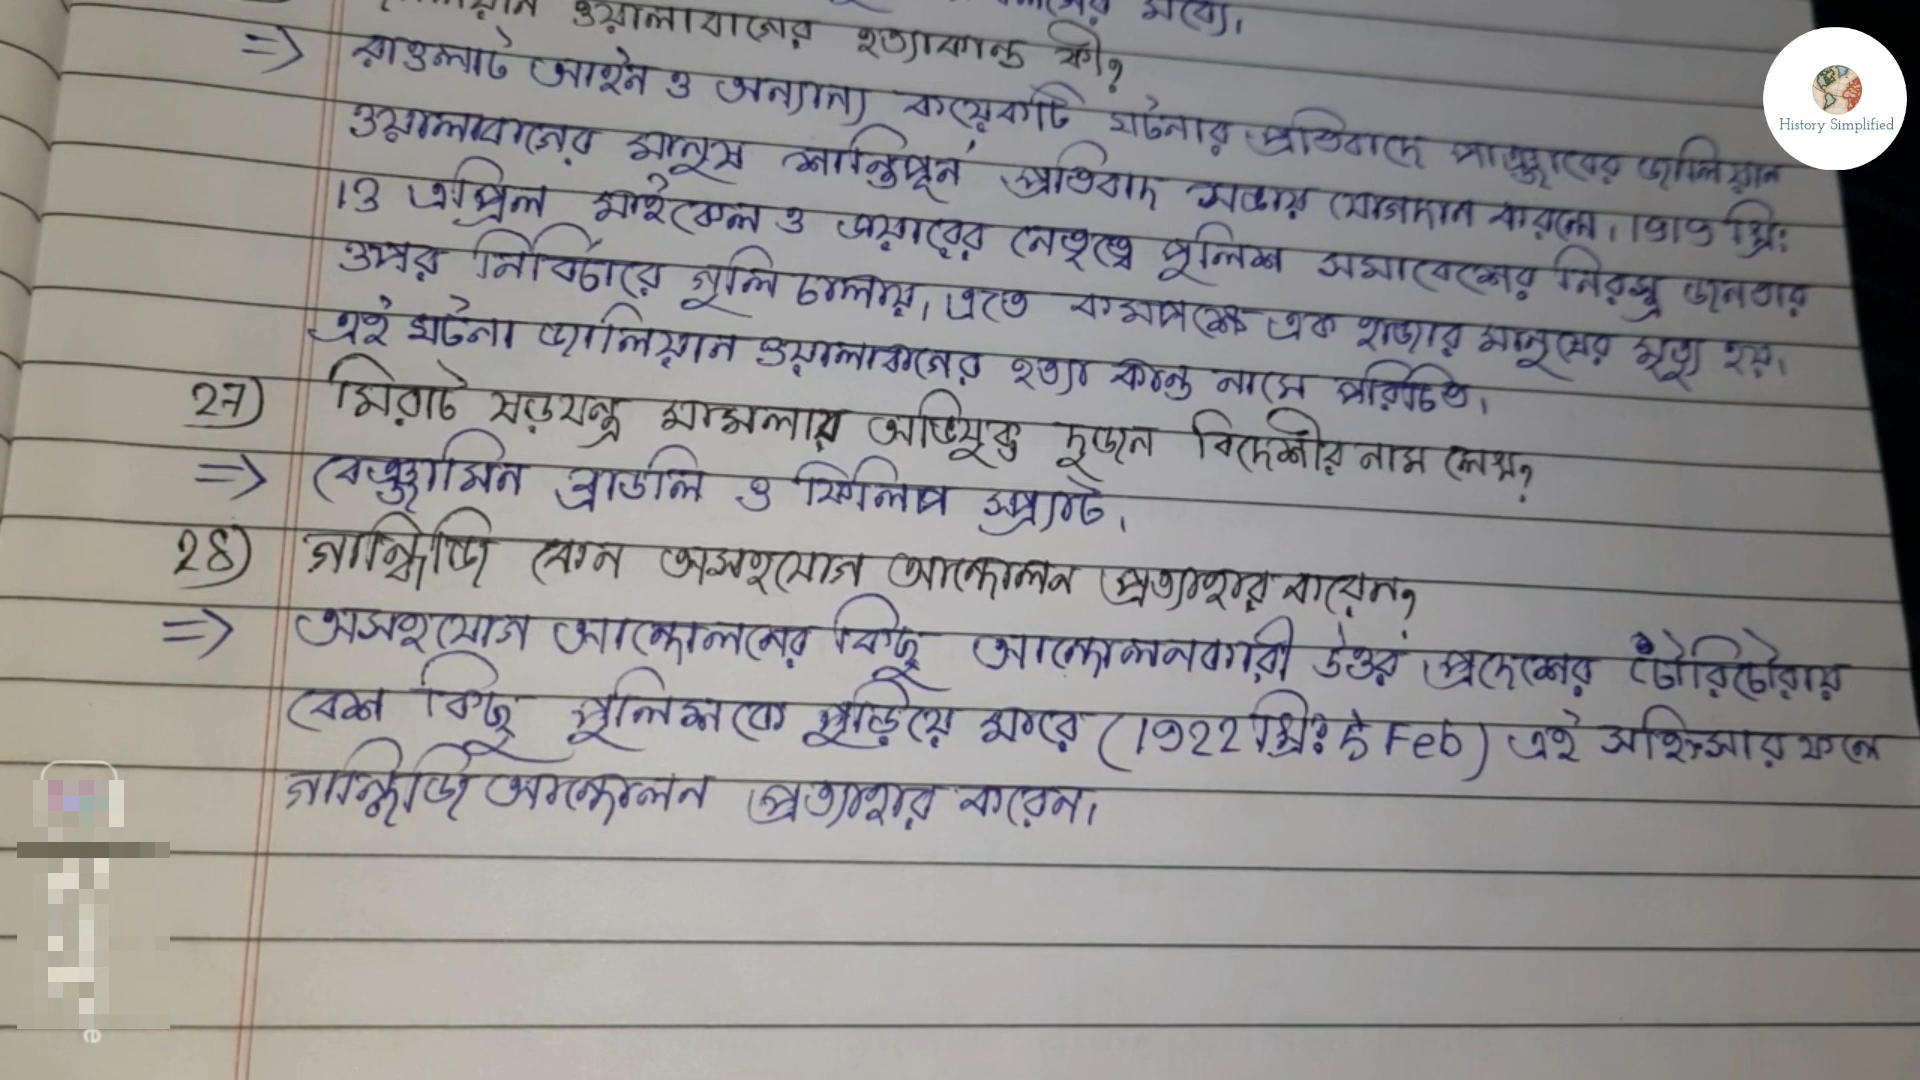 ওয়ালাবাগের হত্যাকান্ড কী?
=> রাওলাট আইন ও অন্যান্য কয়েকটি ঘটনার প্রতিবাদে পাঞ্জাবের জালিয়ান
ওয়ালাবাগের মানুষ শান্তিপূর্ন প্রতিবাদ সভায় যোগদান করলে। 1919 খ্রি:
13 এপ্রিল মাইকেল ও ডায়ারের নেতৃত্বে পুলিশ সমাবেশের নিরস্ত্র জনতার
ওপর নির্বিচারে গুলি চালায়। এতে কমপক্ষে এক হাজার মানুষের মৃত্যু হয়।
এই ঘটনা জালিয়ান ওয়ালাবাগের হত্যা কান্ড নামে পরিচিত।
27) মিরাট ষড়যন্ত্র মামলায় অভিযুক্ত দুজন বিদেশীর নাম লেখ?
=> বেঞ্জামিন ব্রাডলি ও ফিলিপ স্প্র্যাট।
28) গান্ধিজি কেন অসহযোগ আন্দোলন প্রত্যাহার করেন?
=> অসহযোগ আন্দোলনের কিছু আন্দোলনকারী উত্তর প্রদেশের চৌরিচৌরায়
বেশ কিছু পুলিশকে পুড়িয়ে মারে (1922 খ্রি: 5 Feb) এই সহিংসার ফলে
গান্ধিজি আন্দোলন প্রত্যাহার করেন।
History Simplified